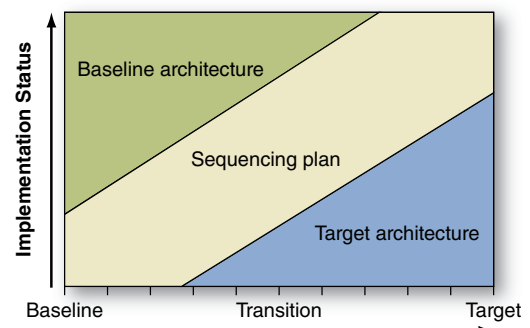 Implementation Status
Baseline architecture
Sequencing plan
Target architecture
Baseline Transition Target